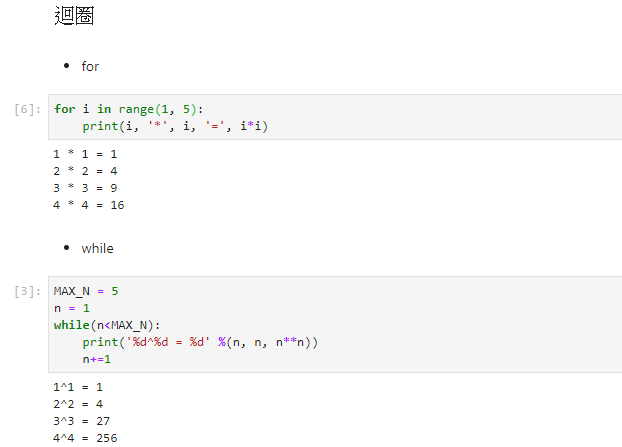 迴圈
• for
[6]: for i in range(1, 5):
    print(i, '*', i, '=', i*i)
1 * 1 = 1
2 * 2 = 4
3 * 3 = 9
4 * 4 = 16
• while
[3]: MAX_N = 5
n = 1
while(n<MAX_N):
    print('%d^%d = %d' %(n, n, n**n))
    n+=1
1^1 = 1
2^2 = 4
3^3 = 27
4^4 = 256